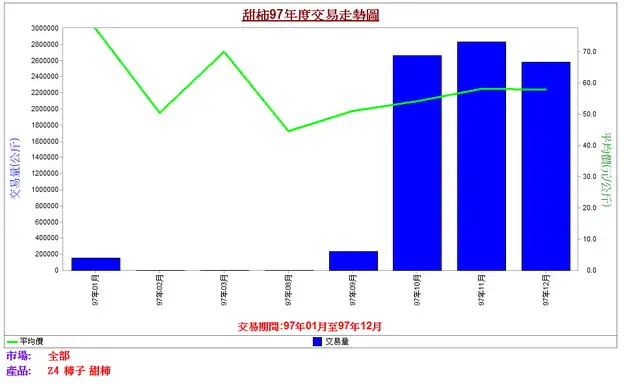 甜柿97年度交易走勢圖
3000000
2800000
2600000
2400000
2200000
2000000
1800000
1600000
1400000
1200000
1000000
800000
600000
400000
200000
0
交易量(公斤)
70.0
60.0
50.0
40.0
30.0
20.0
10.0
0.0
平均價(元/公斤)
97年01月
97年02月
97年03月
97年08月
97年09月
97年10月
97年11月
97年12月
交易期間:97年01月至97年12月
平均價 交易量
市場: 全部
產品: Z4 柿子 甜柿